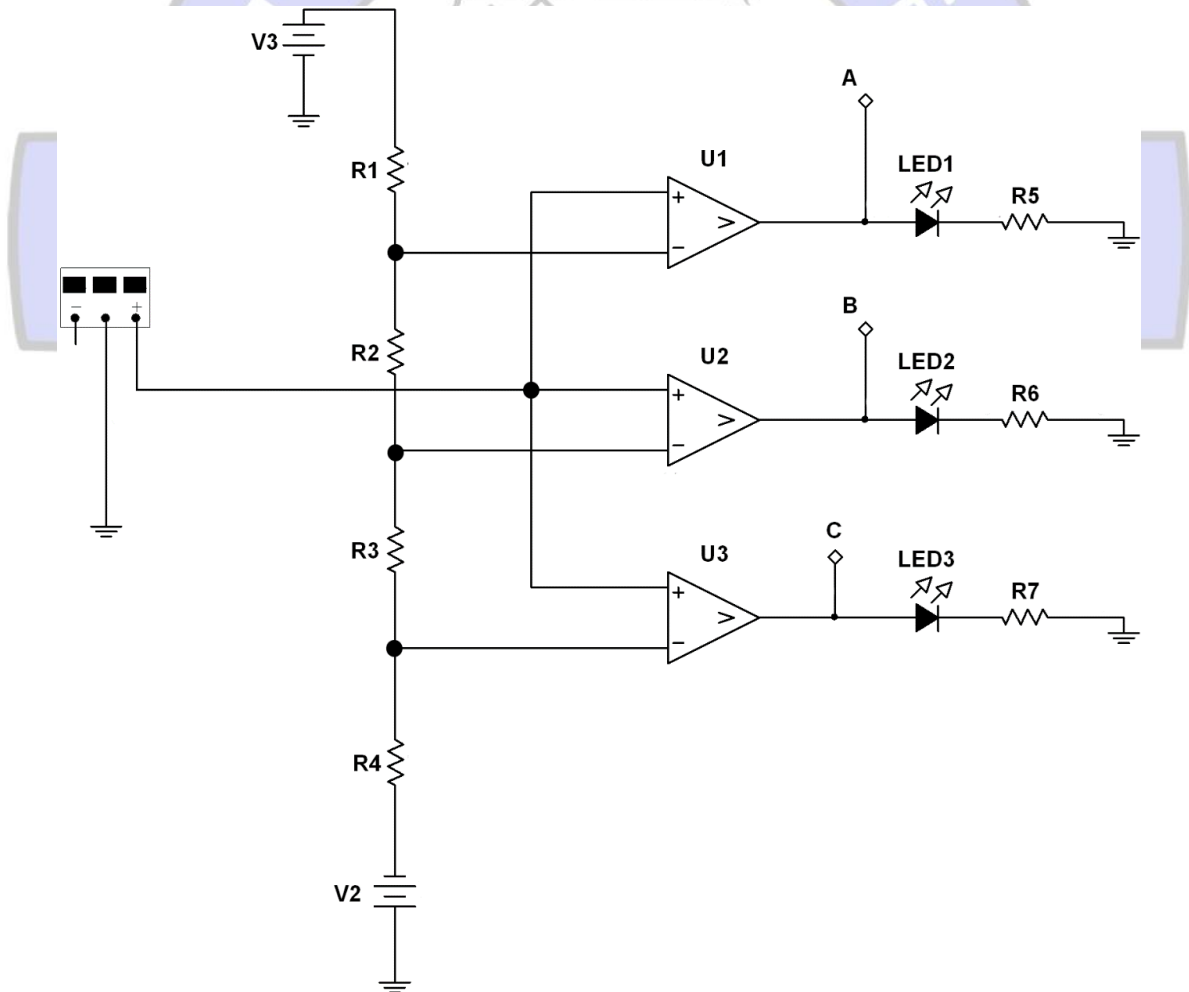 V3
A
R1
U1
LED1
R5
+
−
>
B
− +
R2
U2
LED2
R6
+
−
>
C
R3
U3
LED3
R7
+
−
>
R4
V2